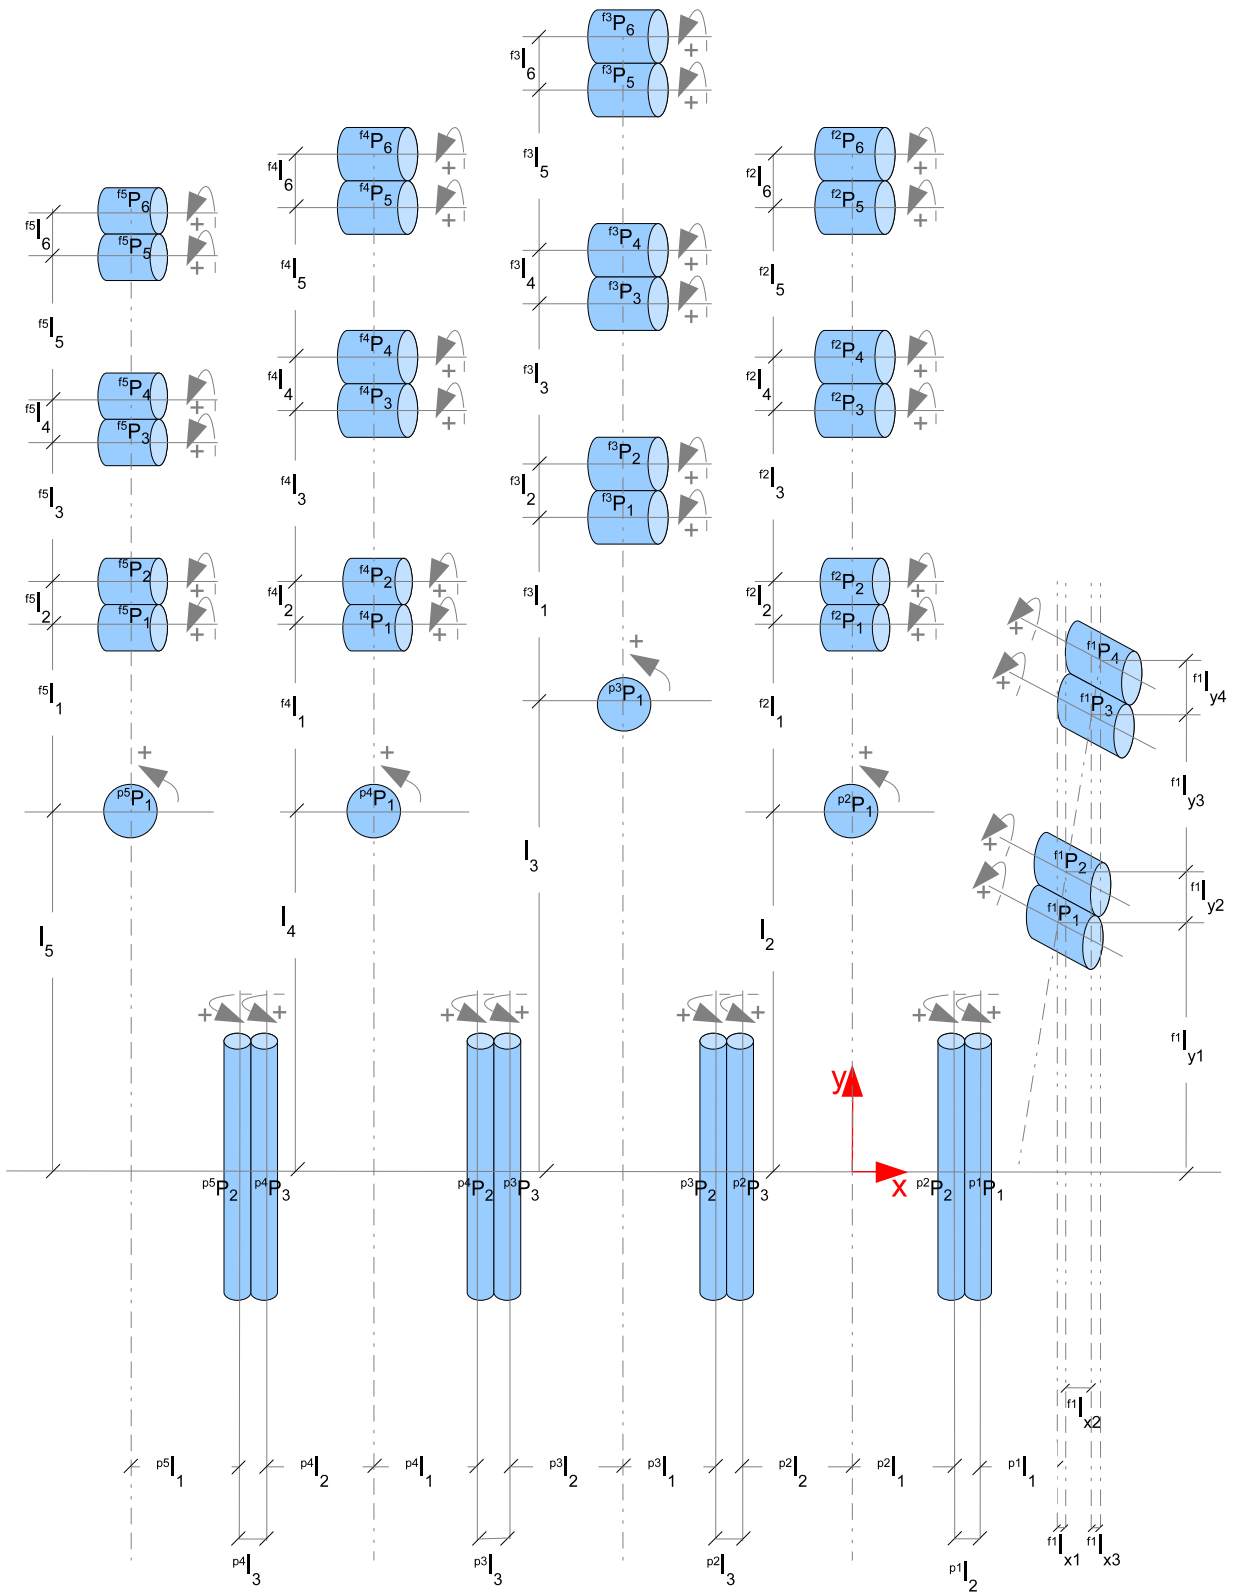 f3P6 +
f3l6
f3P5 +
f4P6 + f2P6 +
f4l6 f3l5 f2l6
f5P6 + f4P5 + f2P5 +
f5l6 f3P4 +
f5P5 + f4l5 f3l4 f2l5
f3P3 +
f5l5 f4P4 + f2P4 +
f5P4 + f4l4 f3l3 f2l4
f5l4 f4P3 + f2P3 +
f5P3 + f3P2 +
f5l3 f4l3 f3l2 f2l3
f3P1 +
f5P2 + f4P2 + f2P2 +
f5l2 f4l2 f3l1 f2l2
f5P1 + f4P1 + f2P1 +
+ +
f1P4
f5l1 f4l1 p3P1 f2l1 + f1P3 f1ly4
+ + +
p5P1 p4P1 p2P1 f1ly3
l3 +
f1P2
+ f1ly2
f1P1
l5 l4 l2
+ + + + + + + +
f1ly1
y
x
p5P2 p4P3 p4P2 p3P3 p3P2 p2P3 p2P2 p1P1
f1lx2
p5l1 p4l2 p4l1 p3l2 p3l1 p2l2 p2l1 p1l1
f1lx1 f1lx3
p4l3 p3l3 p2l3 p1l2